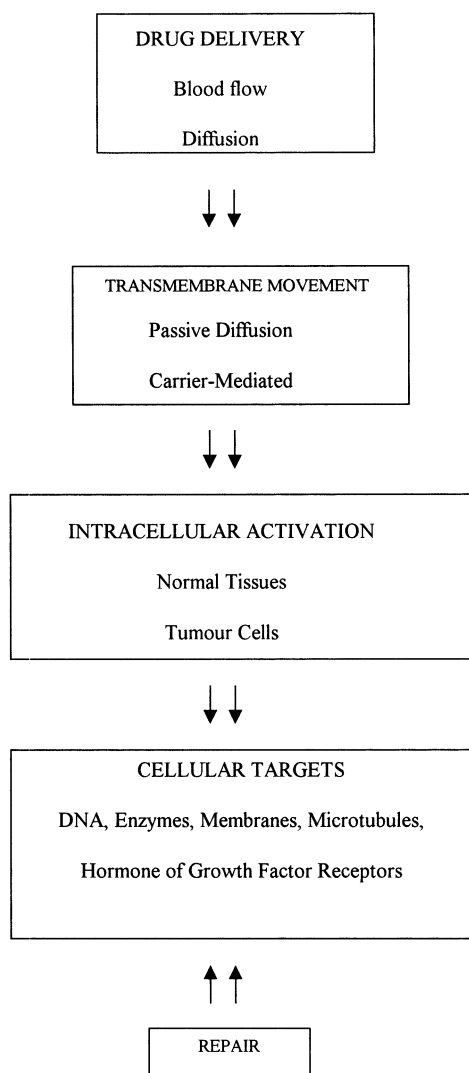 DRUG DELIVERY
Blood flow
Diffusion
TRANSMEMBRANE MOVEMENT
Passive Diffusion
Carrier-Mediated
INTRACELLULAR ACTIVATION
Normal Tissues
Tumour Cells
CELLULAR TARGETS
DNA, Enzymes, Membranes, Microtubules,
Hormone of Growth Factor Receptors
REPAIR